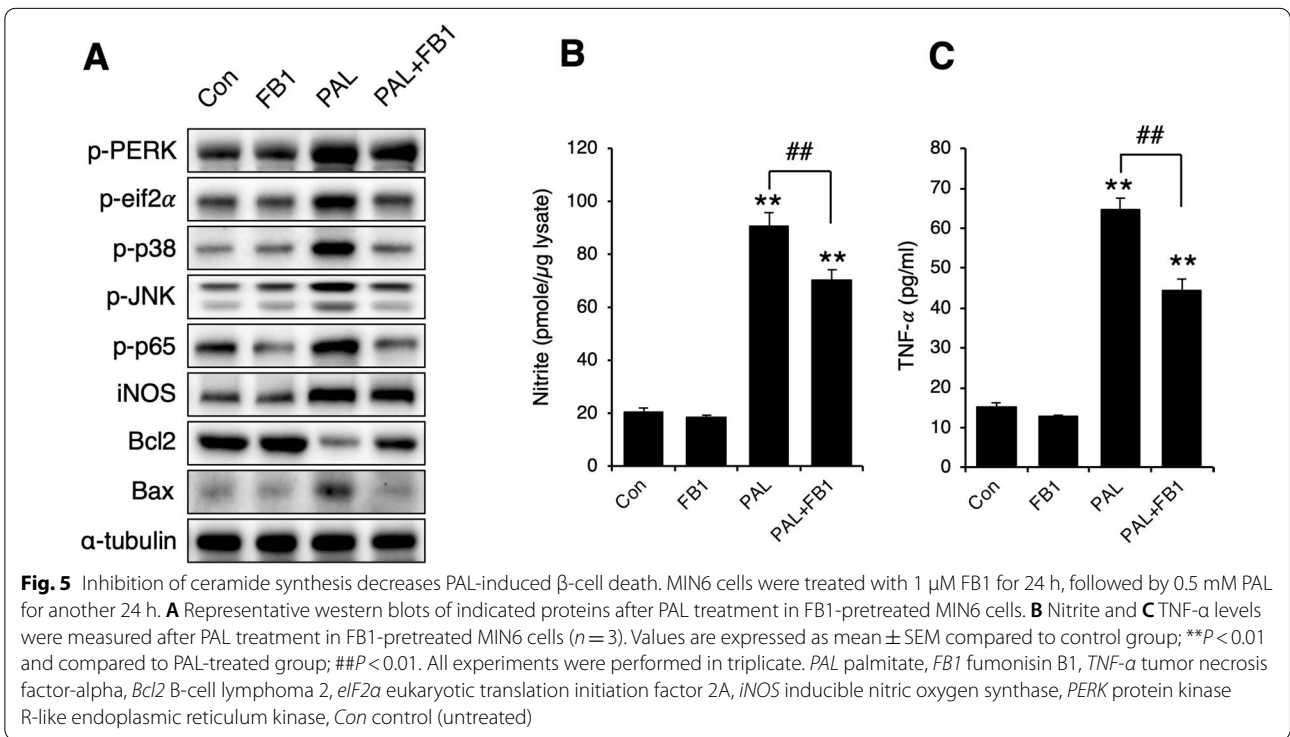 A
Con FB1 PAL PAL+FB1
p-PERK
p-eif2α
p-p38
p-JNK
p-p65
iNOS
Bcl2
Bax
α-tubulin
B
Nitrite (pmole/µg lysate)
120
100
80
60
40
20
0
##
**
**
Con FB1 PAL PAL+FB1
C
TNF-α (pg/ml)
80
70
60
50
40
30
20
10
0
##
**
**
Con FB1 PAL PAL+FB1
Fig. 5 Inhibition of ceramide synthesis decreases PAL-induced β-cell death. MIN6 cells were treated with 1 µM FB1 for 24 h, followed by 0.5 mM PAL
for another 24 h. A Representative western blots of indicated proteins after PAL treatment in FB1-pretreated MIN6 cells. B Nitrite and C TNF-α levels
were measured after PAL treatment in FB1-pretreated MIN6 cells (n = 3). Values are expressed as mean ± SEM compared to control group; **P < 0.01
and compared to PAL-treated group; ##P < 0.01. All experiments were performed in triplicate. PAL palmitate, FB1 fumonisin B1, TNF-α tumor necrosis
factor-alpha, Bcl2 B-cell lymphoma 2, eIF2α eukaryotic translation initiation factor 2A, iNOS inducible nitric oxygen synthase, PERK protein kinase
R-like endoplasmic reticulum kinase, Con control (untreated)